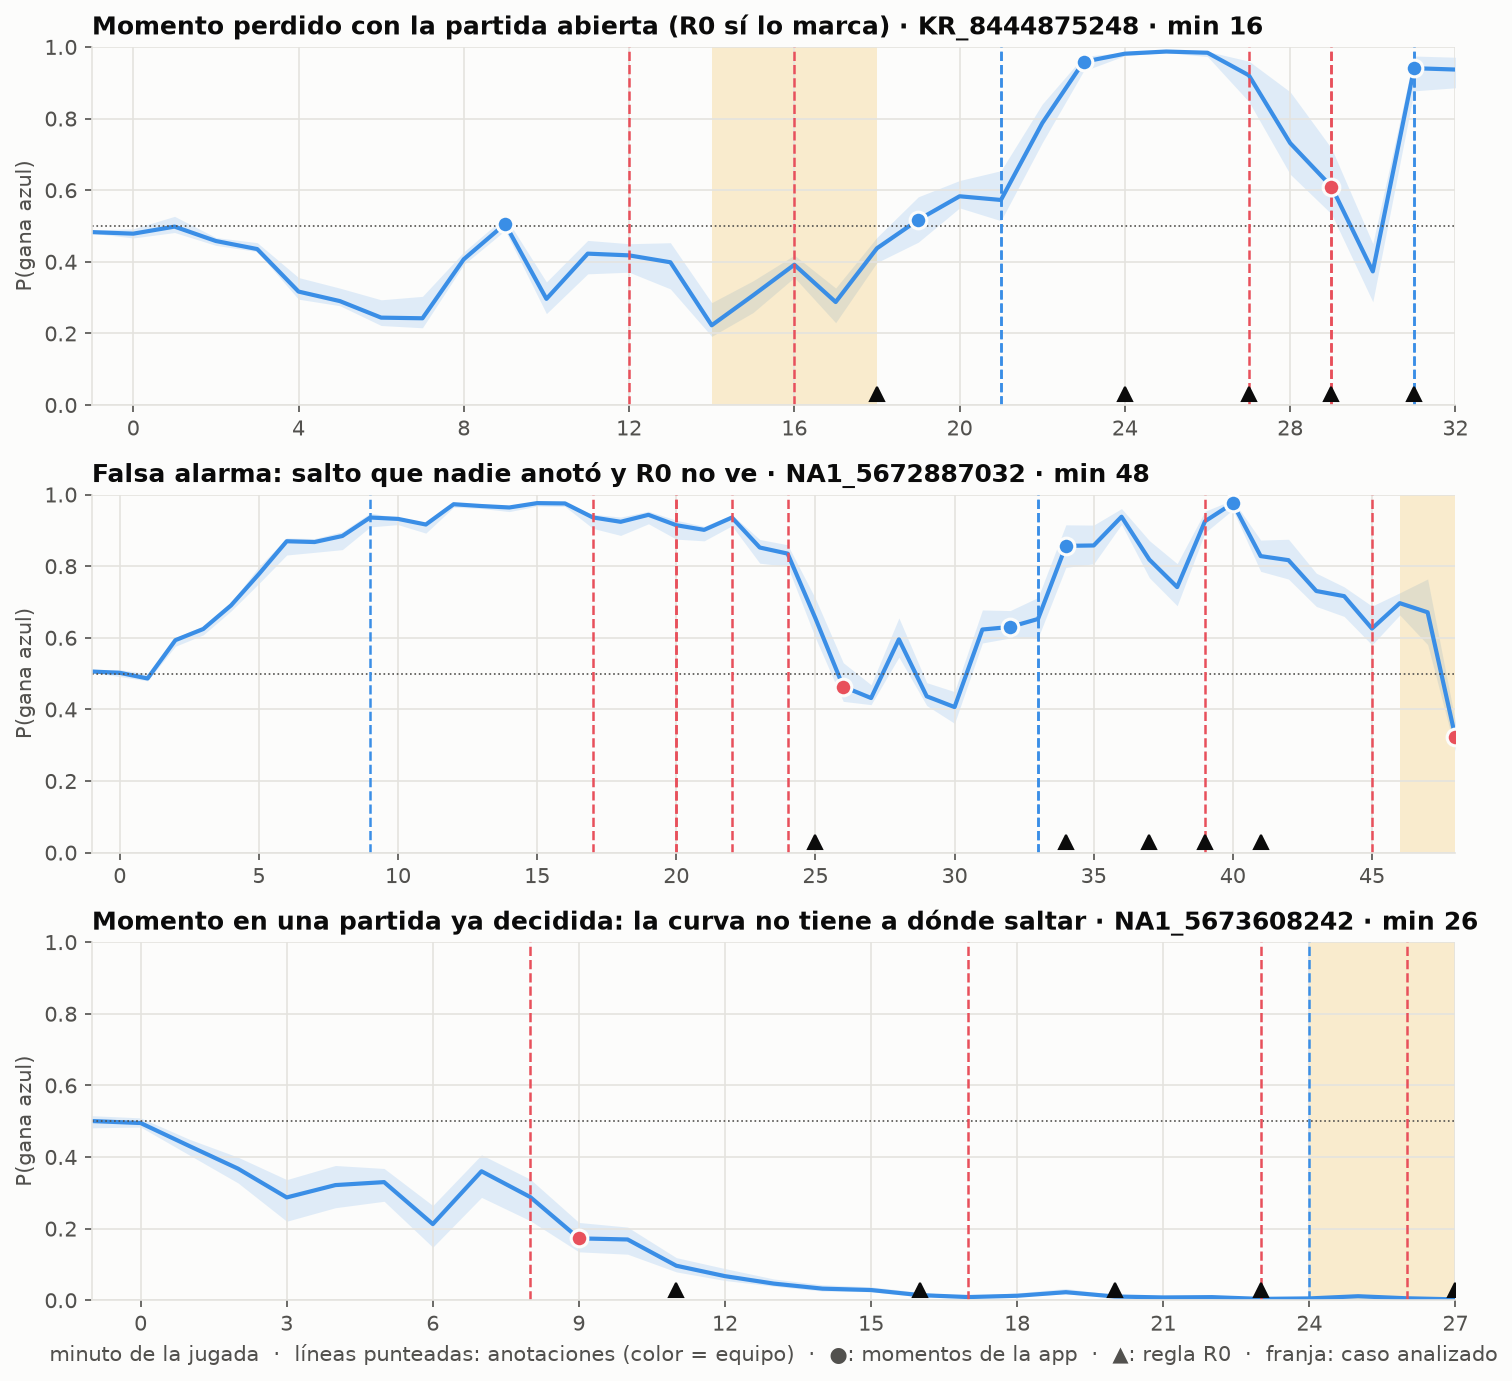 Momento perdido con la partida abierta (R0 sí lo marca) · KR_8444875248 · min 16
P(gana azul)
1.0
0.8
0.6
0.4
0.2
0.0
0 4 8 12 16 20 24 28 32
Falsa alarma: salto que nadie anotó y R0 no ve · NA1_5672887032 · min 48
P(gana azul)
1.0
0.8
0.6
0.4
0.2
0.0
0 5 10 15 20 25 30 35 40 45
Momento en una partida ya decidida: la curva no tiene a dónde saltar · NA1_5673608242 · min 26
P(gana azul)
1.0
0.8
0.6
0.4
0.2
0.0
0 3 6 9 12 15 18 21 24 27
minuto de la jugada · líneas punteadas: anotaciones (color = equipo) · ●: momentos de la app · ▲: regla R0 · franja: caso analizado